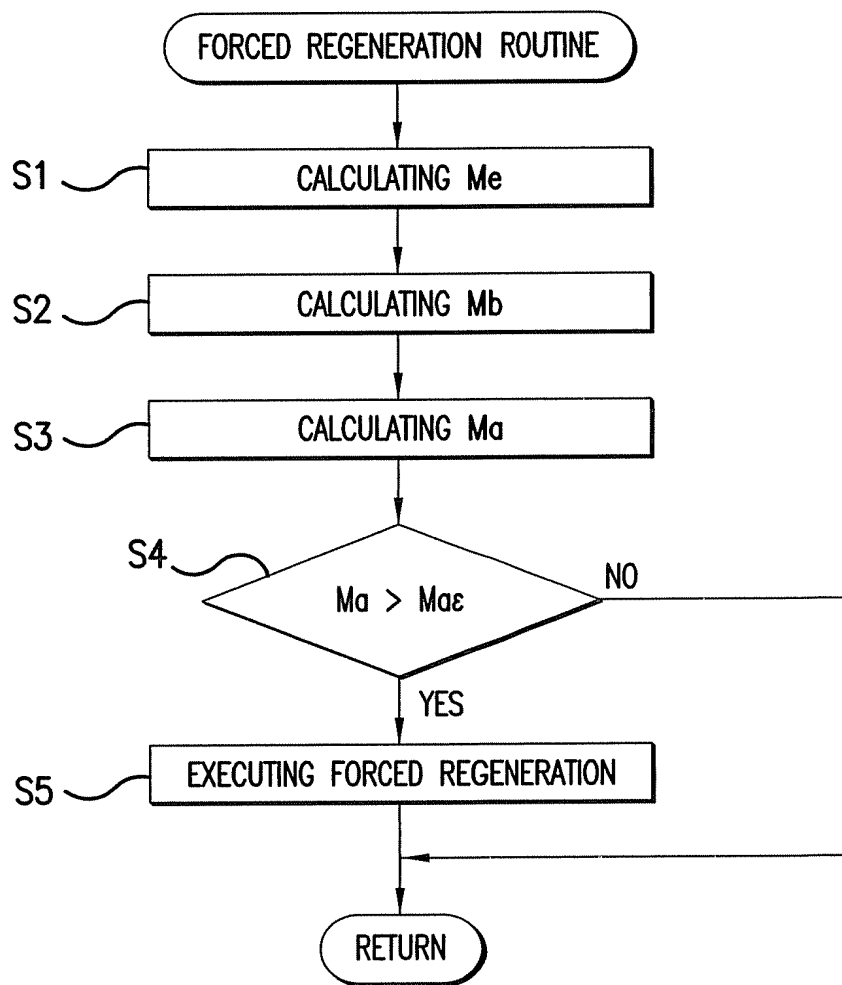 FORCED REGENERATION ROUTINE
S1
CALCULATING Me
S2
CALCULATING Mb
S3
CALCULATING Ma
S4
Ma > Maε
NO
YES
S5
EXECUTING FORCED REGENERATION
RETURN